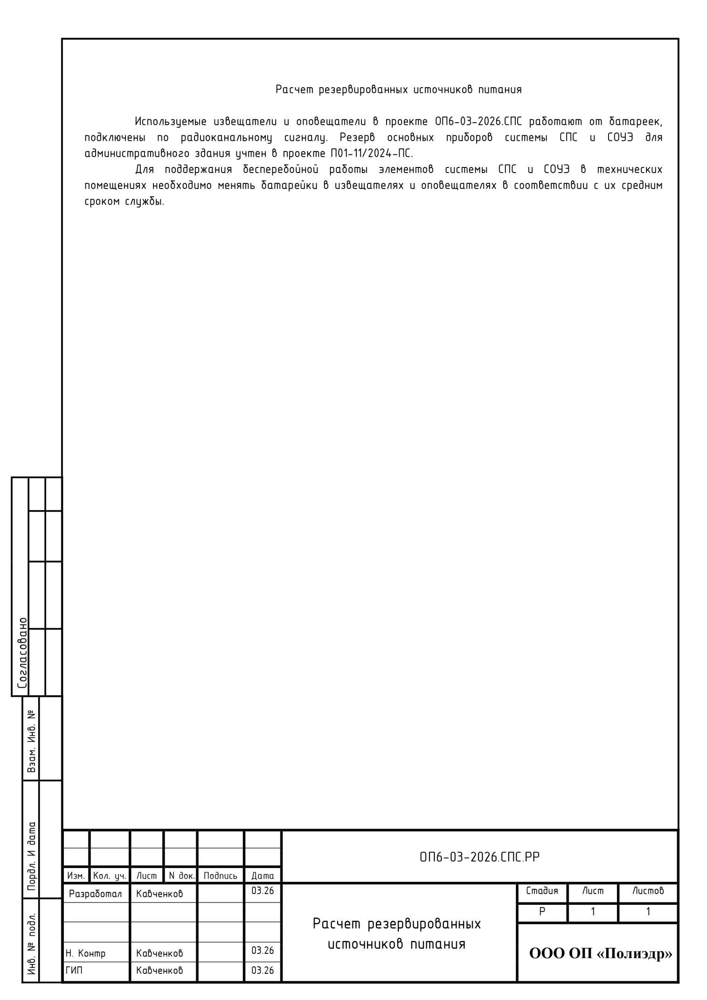 Расчет резервированных источников питания
Используемые извещатели и оповещатели в проекте ОП6-03-2026.СПС работают от батареек,
подключены по радиоканальному сигналу. Резерв основных приборов системы СПС и СОУЭ для
административного здания учтен в проекте П01-11/2024-ПС.
Для поддержания бесперебойной работы элементов системы СПС и СОУЭ в технических
помещениях необходимо менять батарейки в извещателях и оповещателях в соответствии с их средним
сроком службы.
Согласовано
Взам. Инв. №
Пордл. И дата
Инв. № подл.
ОП6-03-2026.СПС.РР
Изм. Кол. уч. Лист N док. Подпись Дата
Разработал Кавченков 03.26
Н. Контр Кавченков 03.26
ГИП Кавченков 03.26
Расчет резервированных
источников питания
Стадия Лист Листов
Р 1 1
ООО ОП «Полиэдр»